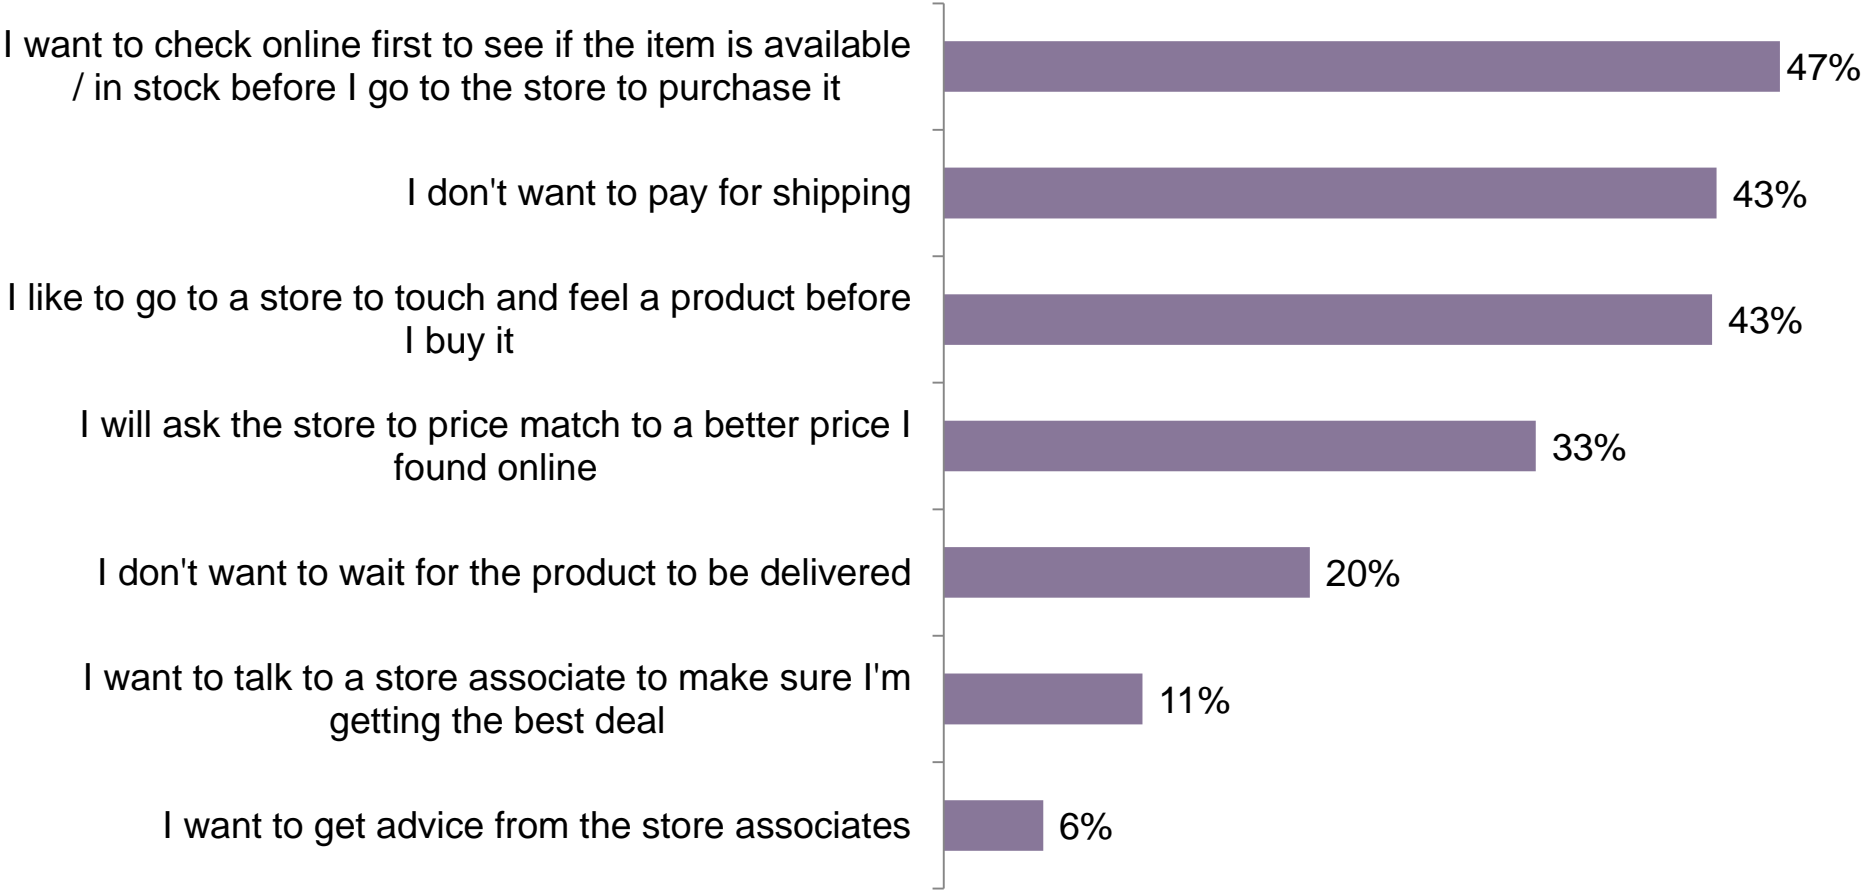 I want to check online first to see if the item is available
/ in stock before I go to the store to purchase it
47%
I don't want to pay for shipping
43%
I like to go to a store to touch and feel a product before
I buy it
43%
I will ask the store to price match to a better price I
found online
33%
I don't want to wait for the product to be delivered
20%
I want to talk to a store associate to make sure I'm
getting the best deal
11%
I want to get advice from the store associates
6%